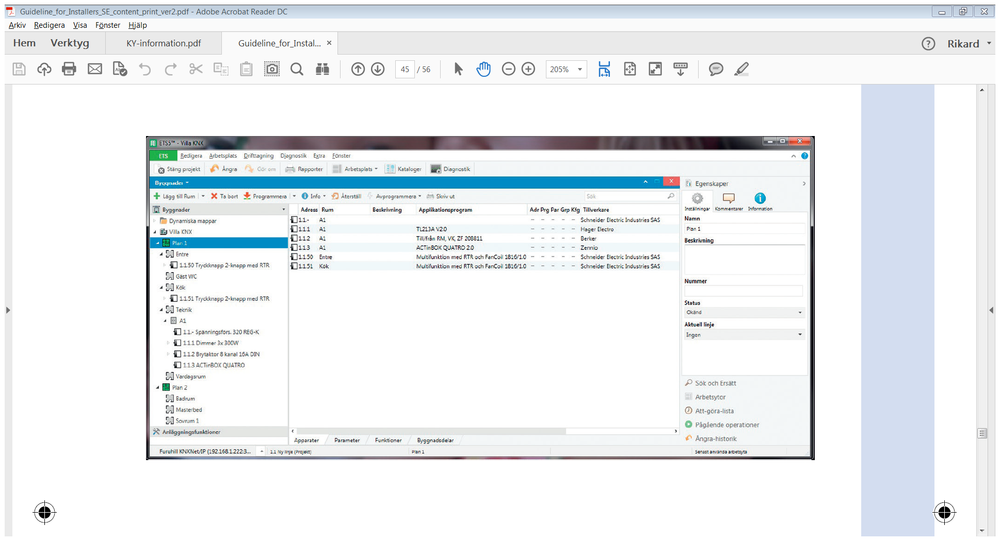 Guideline_for_Installers_SE_content_print_ver2.pdf - Adobe Acrobat Reader DC
Arkiv Redigera Visa Fönster Hjälp
Hem Verktyg KY-information.pdf Guideline_for_Instal... × ? Rikard
45 / 56 205%
ETS5™ - Villa KNX
ETS Redigera Arbetsplats Drifttagning Djagnostik Extra Fönster
Stäng projekt Ångra Gör om Rapporter Arbetsplats Kataloger Diagnostik
Byggnader Egenskaper
Lägg till Rum Ta bort Programmera Info Återställ Avprogrammera Skriv ut Sök
Inställningar Kommentarer Information
Byggnader Adress Rum Beskrivning Applikationsprogram Adr Prg Par Grp Kfg Tillverkare
Dynamiska mappar
Villa KNX
Plan 1
Entre
1.1.50 Tryckknapp 2-knapp med RTR
Gäst WC
Kök
1.1.51 Tryckknapp 2-knapp med RTR
Teknik
A1
1.1.- Spänningsförs. 320 REG-K
1.1.1 Dimmer 3x 300W
1.1.2 Brytaktor 8 kanal 16A DIN
1.1.3 ACTinBOX QUATRO
Vardagsrum
Plan 2
Badrum
Masterbed
Sovrum 1
Anläggningsfunktioner
1.1.- A1 – – – – – Schneider Electric Industries SAS
1.1.1 A1 TL213A V2.0 – – – – – Hager Electro
1.1.2 A1 Till/från RM, VK, ZF 208811 – – – – – Berker
1.1.3 A1 ACTinBOX QUATRO 2.0 – – – – – Zennio
1.1.50 Entre Multifunktion med RTR och FanCoil 1816/1.0 – – – – – Schneider Electric Industries SAS
1.1.51 Kök Multifunktion med RTR och FanCoil 1816/1.0 – – – – – Schneider Electric Industries SAS
Apparater Parameter Funktioner Byggnadsdelar
Namn
Plan 1
Beskrivning
Nummer
Status
Okänd
Aktuell linje
Ingen
Sök och Ersätt
Arbetsytor
Att-göra-lista
Pågående operationer
Ångra-historik
Furuhill KNXNet/IP (192.168.1.222:3... 1.1 Ny linje (Projekt) Plan 1 Senast använda arbetsyta